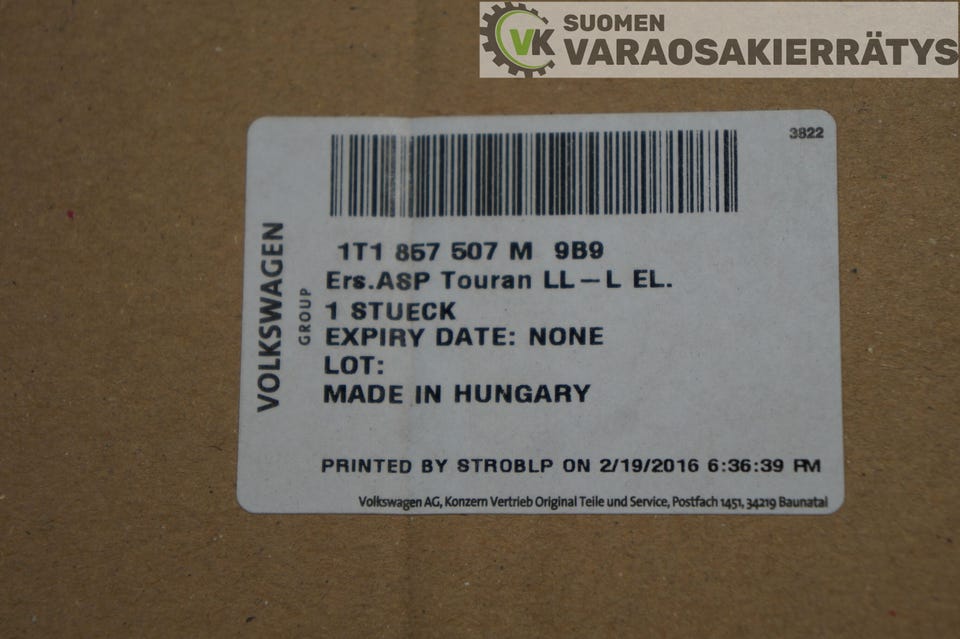 VK SUOMEN
VARAOSAKIERRÄTYS
3822
VOLKSWAGEN
GROUP
1T1 857 507 M 9B9
Ers.ASP Touran LL-L EL.
1 STUECK
EXPIRY DATE: NONE
LOT:
MADE IN HUNGARY
PRINTED BY STROBLP ON 2/19/2016 6:36:39 PM
Volkswagen AG, Konzern Vertrieb Original Teile und Service, Postfach 1451, 34219 Baunatal